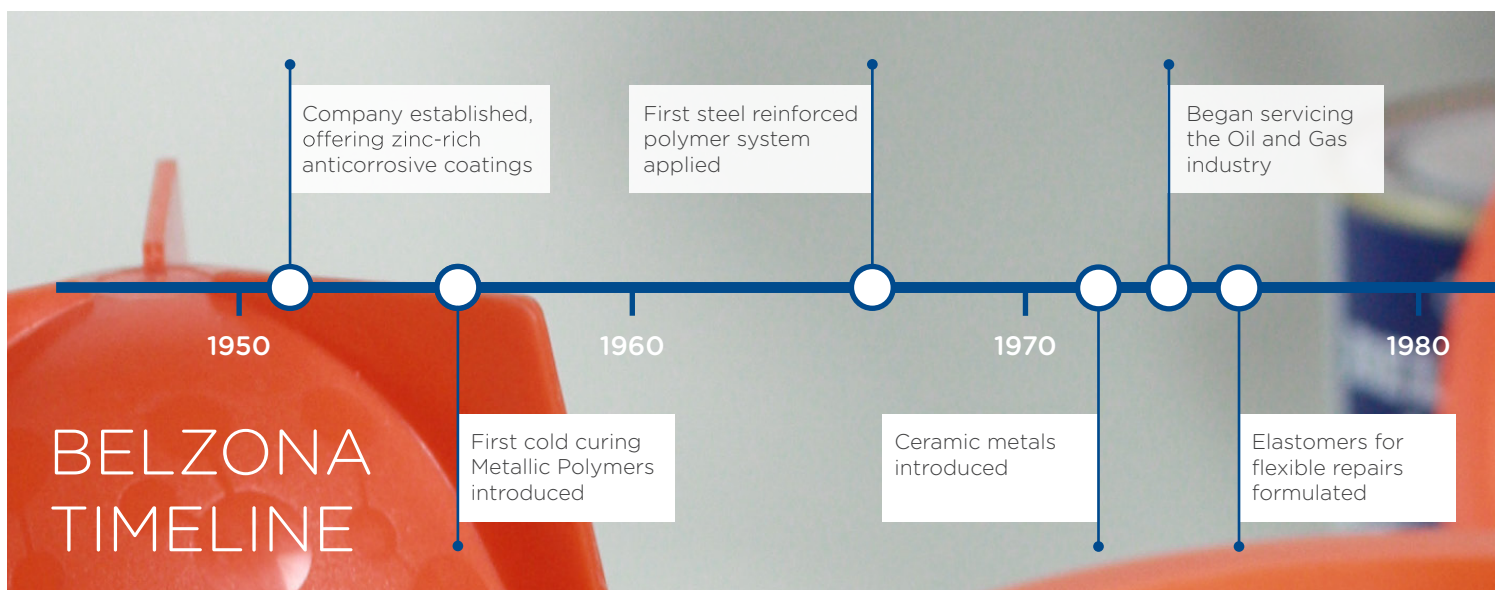 Company established,
offering zinc-rich
anticorrosive coatings
First steel reinforced
polymer system
applied
Began servicing
the Oil and Gas
industry
1950
1960
1970
1980
BELZONA
TIMELINE
First cold curing
Metallic Polymers
introduced
Ceramic metals
introduced
Elastomers for
flexible repairs
formulated